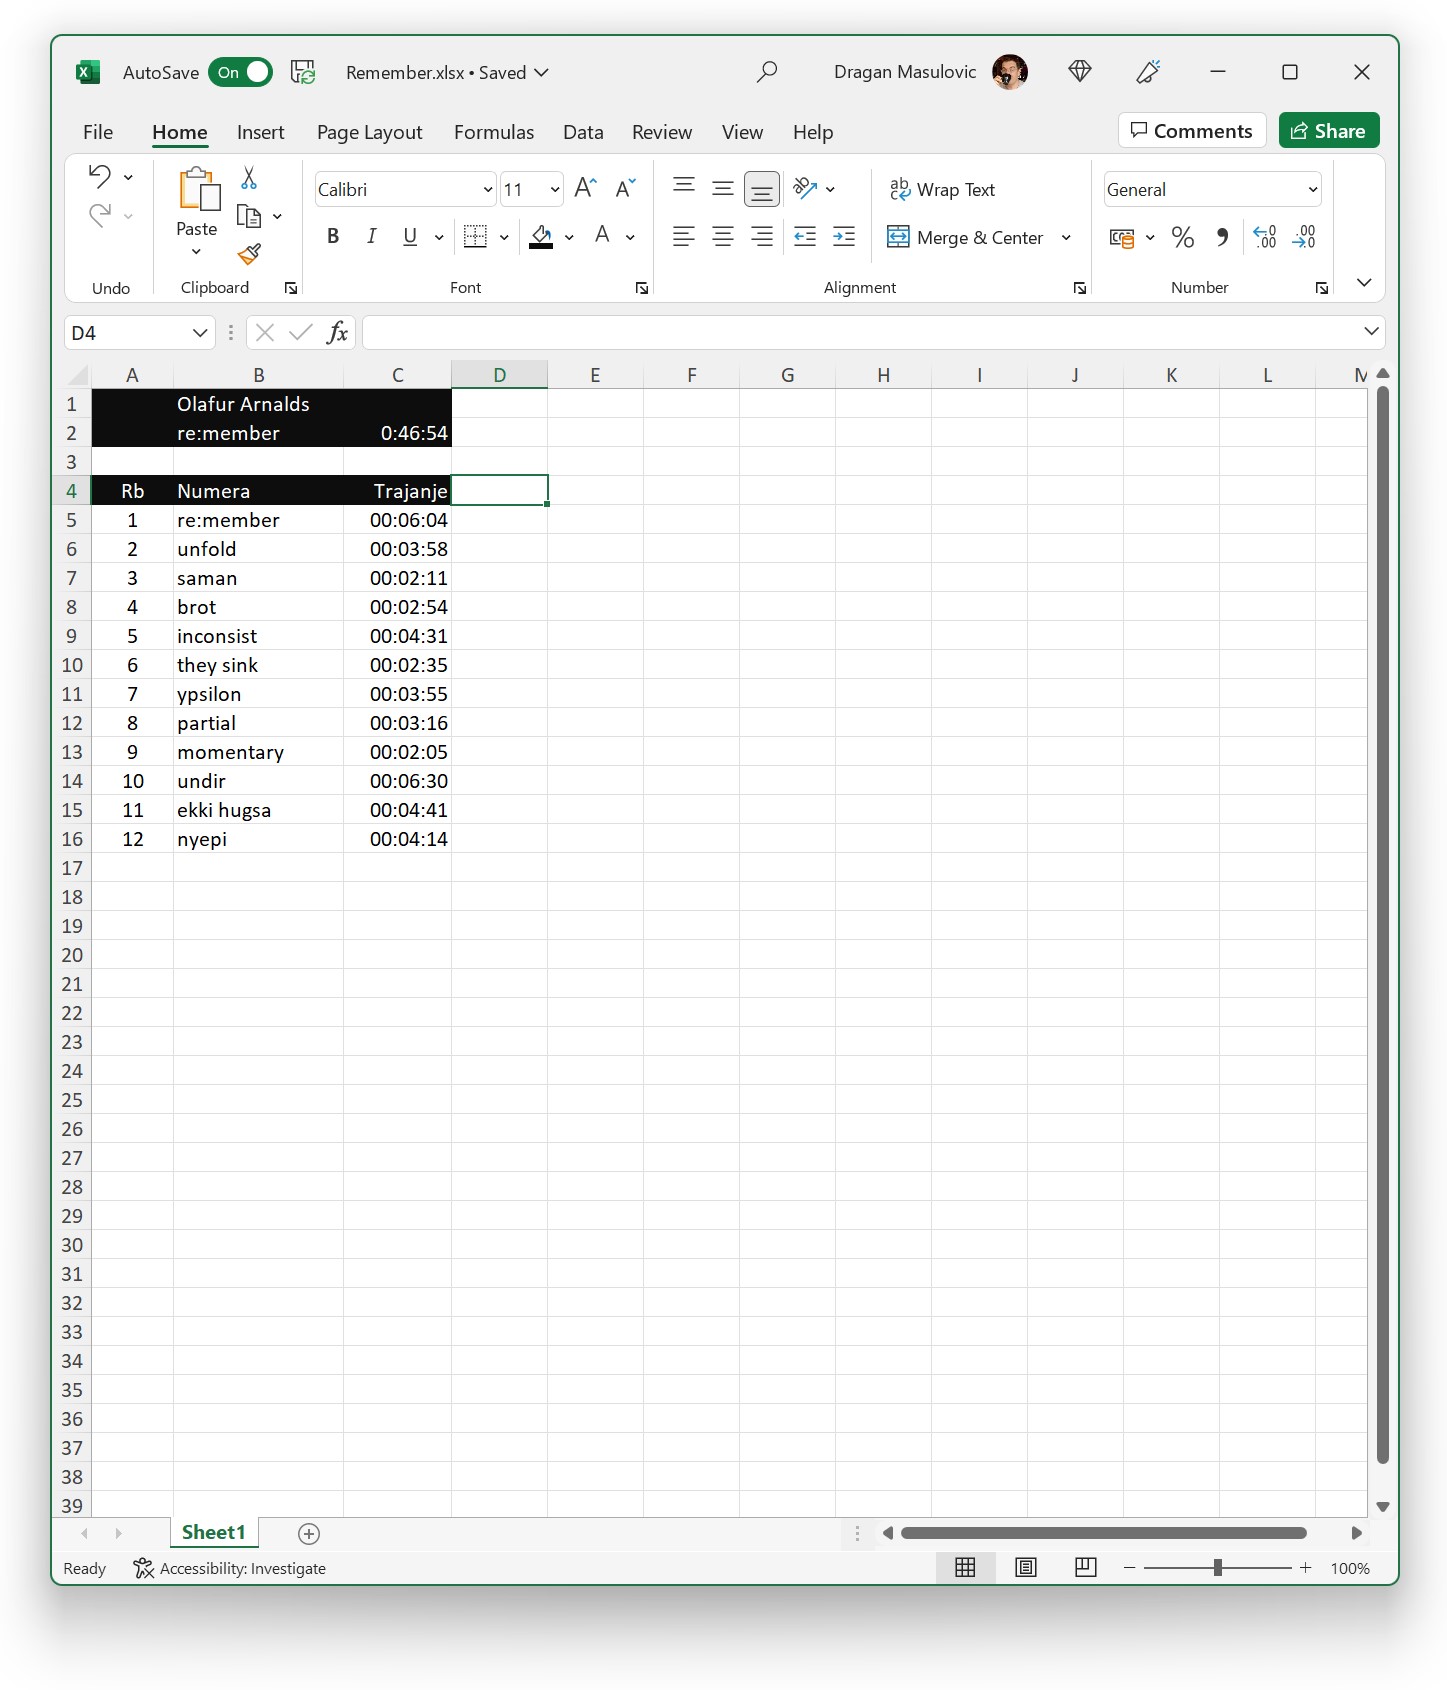 AutoSave On Remember.xlsx • Saved Dragan Masulovic
File Home Insert Page Layout Formulas Data Review View Help Comments Share
Calibri 11 A A ab Wrap Text General
Paste
B I U A Merge & Center % .00 .00
Undo Clipboard Font Alignment Number
D4 fx
A B C D E F G H I J K L M
1 Olafur Arnalds
2 re:member 0:46:54
3
4 Rb Numera Trajanje
5 1 re:member 00:06:04
6 2 unfold 00:03:58
7 3 saman 00:02:11
8 4 brot 00:02:54
9 5 inconsist 00:04:31
10 6 they sink 00:02:35
11 7 ypsilon 00:03:55
12 8 partial 00:03:16
13 9 momentary 00:02:05
14 10 undir 00:06:30
15 11 ekki hugsa 00:04:41
16 12 nyepi 00:04:14
17
18
19
20
21
22
23
24
25
26
27
28
29
30
31
32
33
34
35
36
37
38
39
Sheet1
Ready Accessibility: Investigate 100%